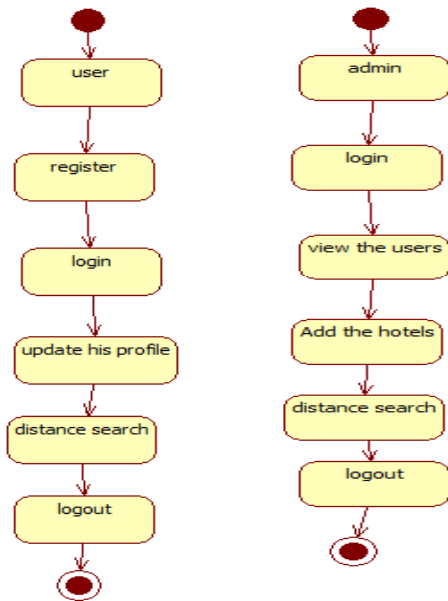 user
register
login
update his profile
distance search
logout
admin
login
view the users
Add the hotels
distance search
logout